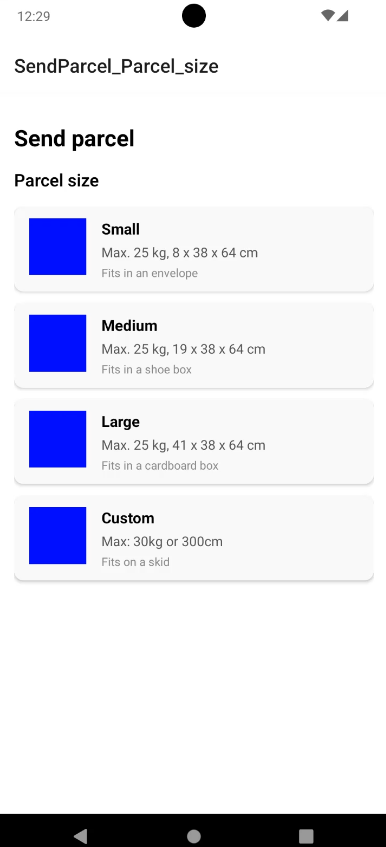 12:29
SendParcel_Parcel_size
Send parcel
Parcel size
Small
Max. 25 kg, 8 x 38 x 64 cm
Fits in an envelope
Medium
Max. 25 kg, 19 x 38 x 64 cm
Fits in a shoe box
Large
Max. 25 kg, 41 x 38 x 64 cm
Fits in a cardboard box
Custom
Max: 30kg or 300cm
Fits on a skid